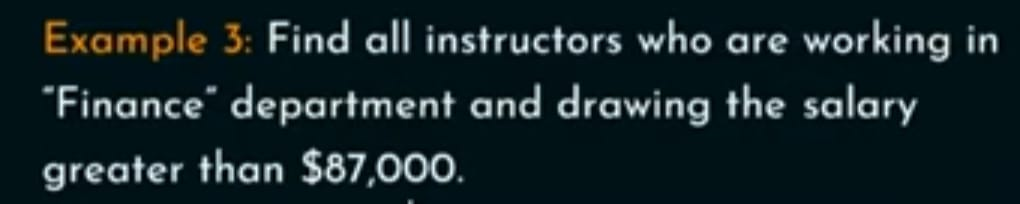 Example 3: Find all instructors who are working in
"Finance" department and drawing the salary
greater than $87,000.